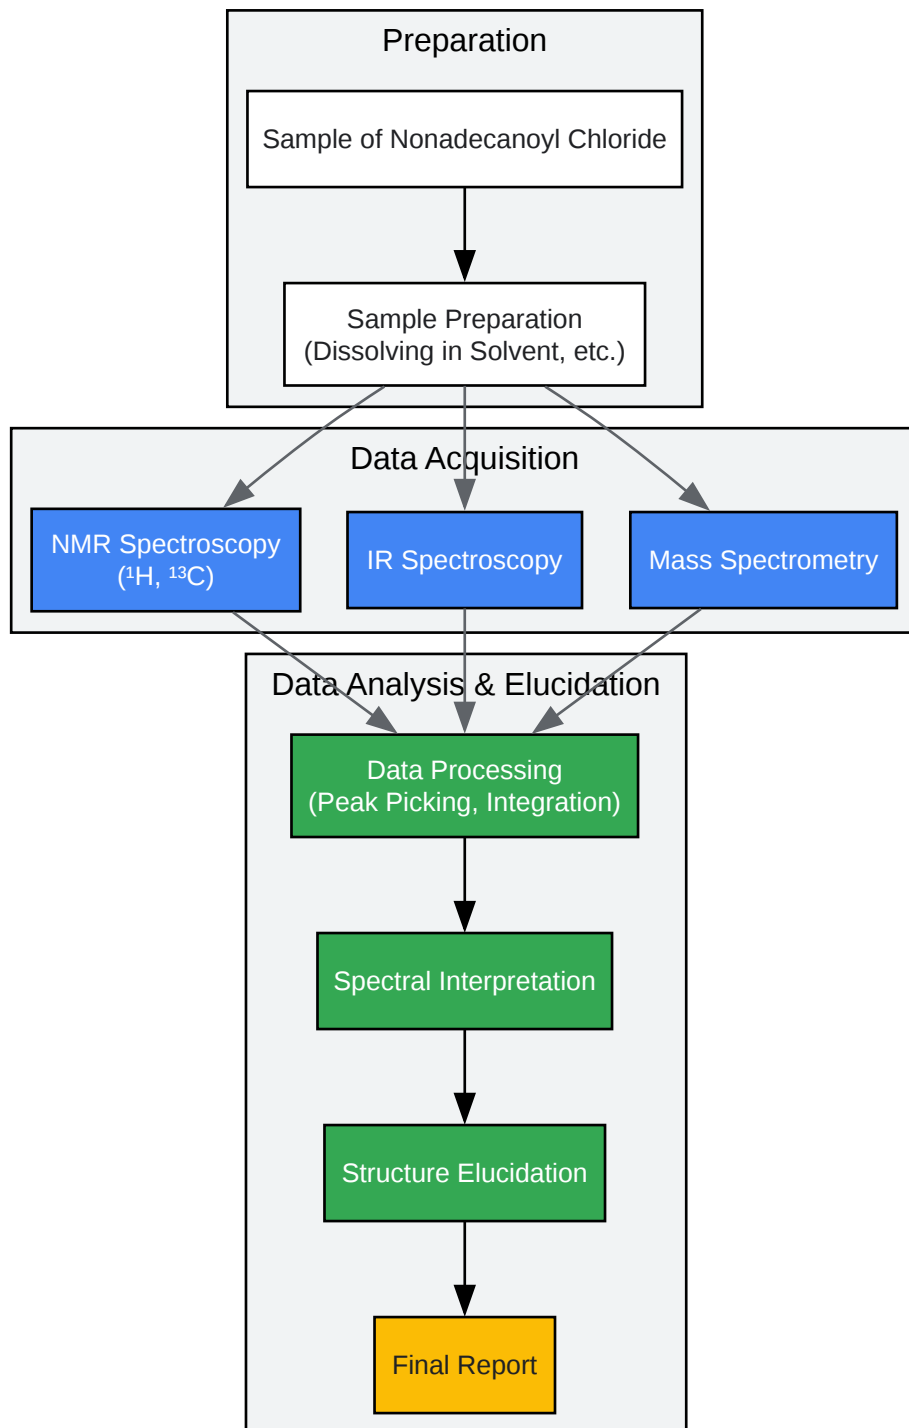 Preparation
Sample of Nonadecanoyl Chloride
Sample Preparation
(Dissolving in Solvent, etc.)
Data Acquisition
NMR Spectroscopy
(¹H, ¹³C)
IR Spectroscopy
Mass Spectrometry
Data Analysis & Elucidation
Data Processing
(Peak Picking, Integration)
Spectral Interpretation
Structure Elucidation
Final Report